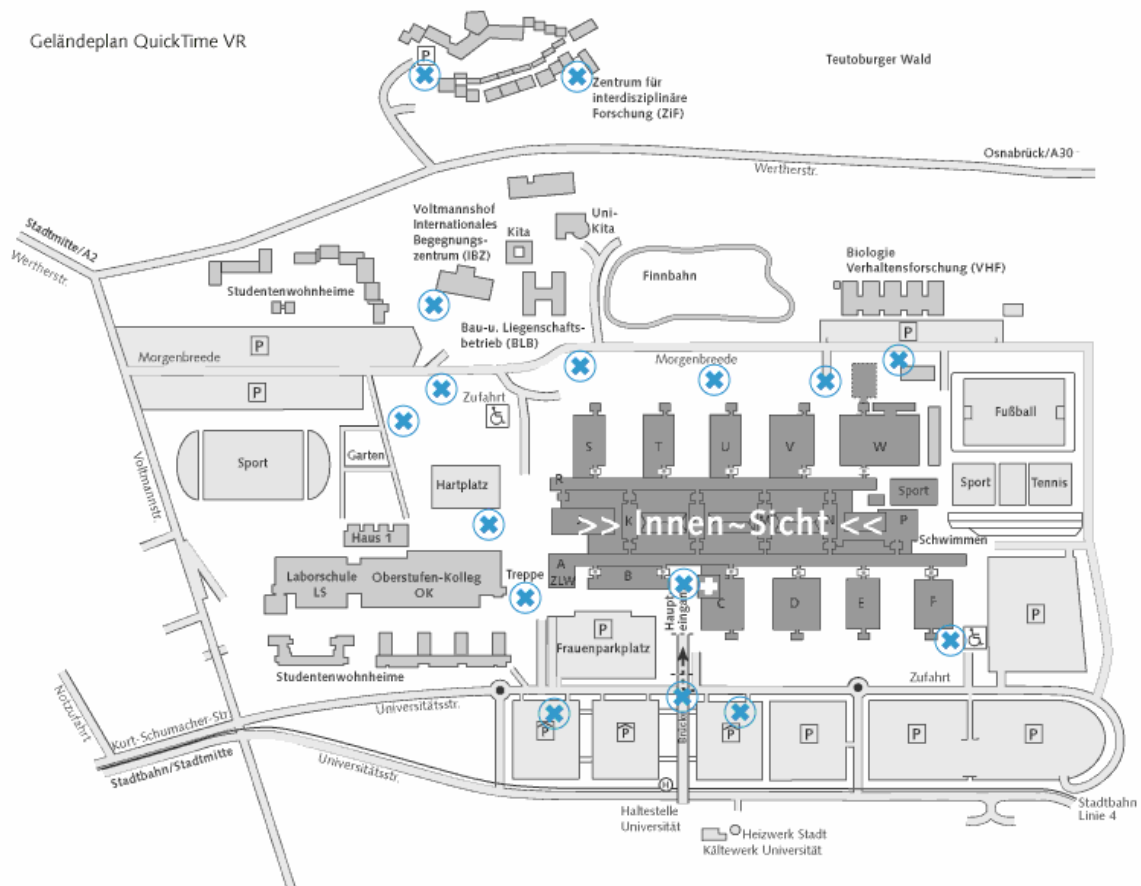 Geländeplan QuickTime VR
P
Teutoburger Wald
Zentrum für
interdisziplinäre
Forschung (ZiF)
Osnabrück/A30
Wertherstr.
Stadtmitte/A2
Wertherstr.
Voltmannshof
Internationales
Begegnungs-
zentrum (IBZ)
Uni-
Kita
Kita
Studentenwohnheime
Finnbahn
Biologie
Verhaltensforschung (VHF)
Bau-u. Liegenschafts-
betrieb (BLB)
P
P
Morgenbreede
Morgenbreede
P
Zufahrt
Fußball
S
T
U
V
W
Voltmannstr.
Sport
Garten
Hartplatz
R
Sport
Sport
Tennis
K
M
N
P
>> Innen~Sicht <<
Schwimmen
Haus 1
Laborschule
LS
Oberstufen-Kolleg
OK
Treppe
A
ZLW
B
Haupt
eingang
C
D
E
F
P
P
Frauenparkplatz
Studentenwohnheime
Zufahrt
Notzufahrt
Kurt-Schumacher-Str.
Universitätsstr.
Brücke
P
P
P
P
P
P
Stadtbahn/Stadtmitte
Universitätsstr.
H
Haltestelle
Universität
Stadtbahn
Linie 4
Heizwerk Stadt
Kältewerk Universität